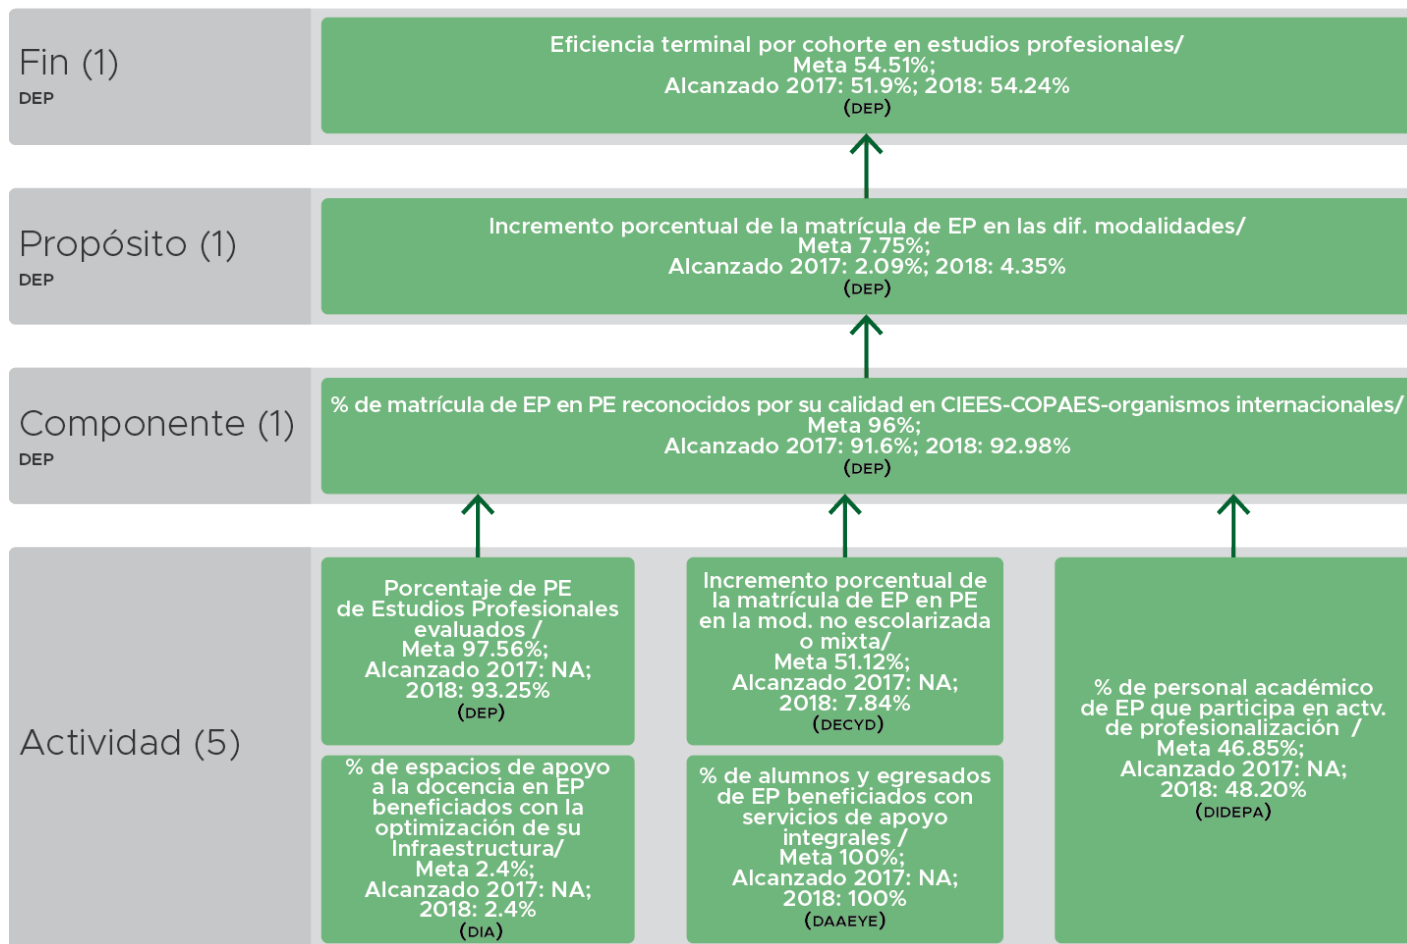 Fin (1)
DEP
Eficiencia terminal por cohorte en estudios profesionales/
Meta 54.51%;
Alcanzado 2017: 51.9%; 2018: 54.24%
(DEP)
Propósito (1)
DEP
Incremento porcentual de la matrícula de EP en las dif. modalidades/
Meta 7.75%;
Alcanzado 2017: 2.09%; 2018: 4.35%
(DEP)
Componente (1)
DEP
% de matrícula de EP en PE reconocidos por su calidad en CIEES-COPAES-organismos internacionales/
Meta 96%;
Alcanzado 2017: 91.6%; 2018: 92.98%
(DEP)
Actividad (5)
Porcentaje de PE
de Estudios Profesionales
evaluados /
Meta 97.56%;
Alcanzado 2017: NA;
2018: 93.25%
(DEP)
% de espacios de apoyo
a la docencia en EP
beneficiados con la
optimización de su
Infraestructura/
Meta 2.4%;
Alcanzado 2017: NA;
2018: 2.4%
(DIA)
Incremento porcentual de
la matrícula de EP en PE
en la mod. no escolarizada
o mixta/
Meta 51.12%;
Alcanzado 2017: NA;
2018: 7.84%
(DECYD)
% de alumnos y egresados
de EP beneficiados con
servicios de apoyo
integrales /
Meta 100%;
Alcanzado 2017: NA;
2018: 100%
(DAAEYE)
% de personal académico
de EP que participa en actv.
de profesionalización /
Meta 46.85%;
Alcanzado 2017: NA;
2018: 48.20%
(DIDEPA)